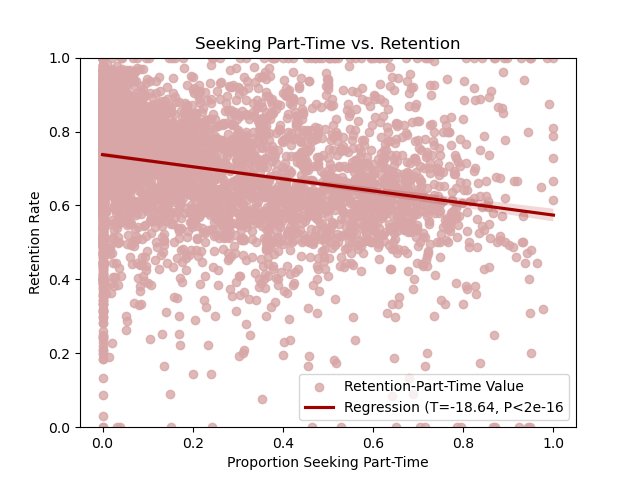 Seeking Part-Time vs. Retention
1.0
0.8
0.6
0.4
0.2
0.0
Retention Rate
Retention-Part-Time Value
Regression (T=-18.64, P<2e-16
0.0 0.2 0.4 0.6 0.8 1.0
Proportion Seeking Part-Time